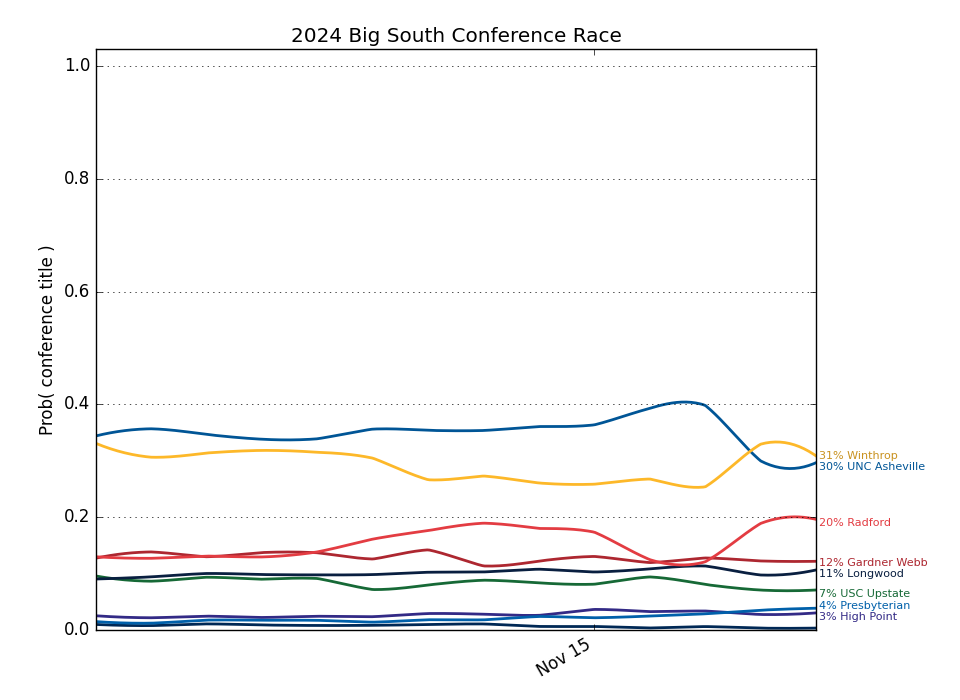 2024 Big South Conference Race
1.0
0.8
0.6
0.4
0.2
0.0
Prob( conference title )
Nov 15
31% Winthrop
30% UNC Asheville
20% Radford
12% Gardner Webb
11% Longwood
7% USC Upstate
4% Presbyterian
3% High Point